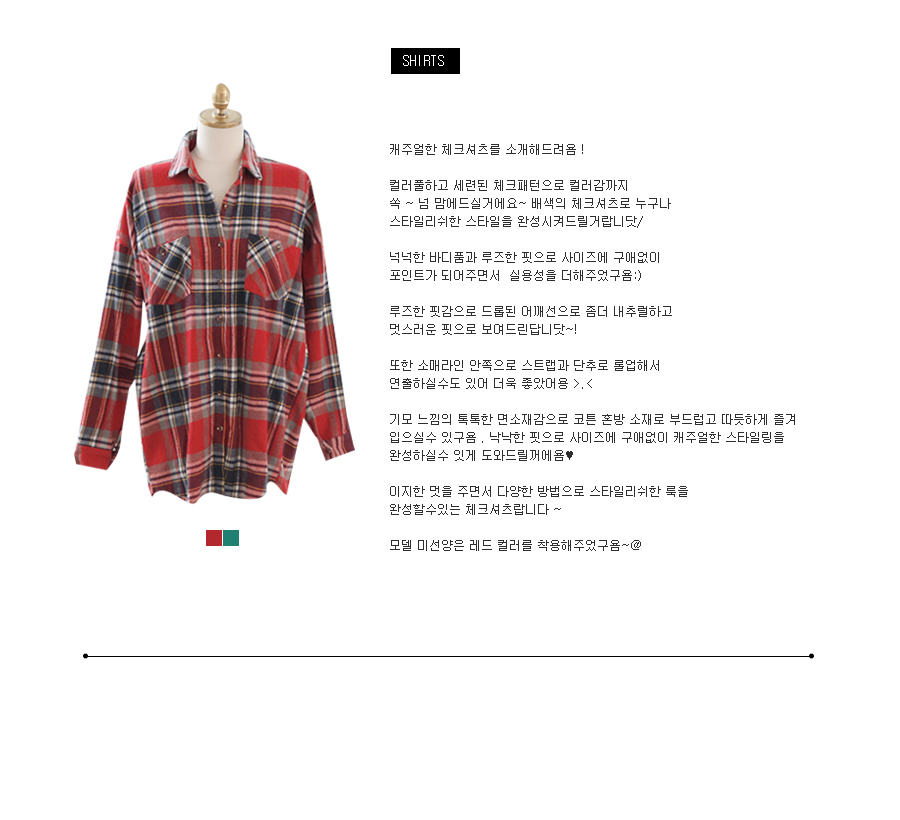 SHIRTS
캐주얼한 체크셔츠를 소개해드려욤 !
컬러풀하고 세련된 체크패턴으로 컬러감까지
쏙 ~ 넘 맘에드실거에요~ 배색의 체크셔츠로 누구나
스타일리쉬한 스타일을 완성시켜드릴거랍니닷/
넉넉한 바디품과 루즈한 핏으로 사이즈에 구애없이
포인트가 되어주면서 실용성을 더해주었구욤:)
루즈한 핏감으로 드롭된 어깨선으로 좀더 내추럴하고
멋스러운 핏으로 보여드린답니닷~!
또한 소매라인 안쪽으로 스트랩과 단추로 롤업해서
연출하실수도 있어 더욱 좋았어용 >.<
기모 느낌의 톡톡한 면소재감으로 코튼 혼방 소재로 부드럽고 따듯하게 즐겨
입으실수 있구욤 . 낙낙한 핏으로 사이즈에 구애없이 캐주얼한 스타일링을
완성하실수 잇게 도와드릴꺼에욤♥
이지한 멋을 주면서 다양한 방법으로 스타일리쉬한 룩을
완성할수있는 체크셔츠랍니다 ~
모델 미션양은 레드 컬러를 착용해주었구욤~@